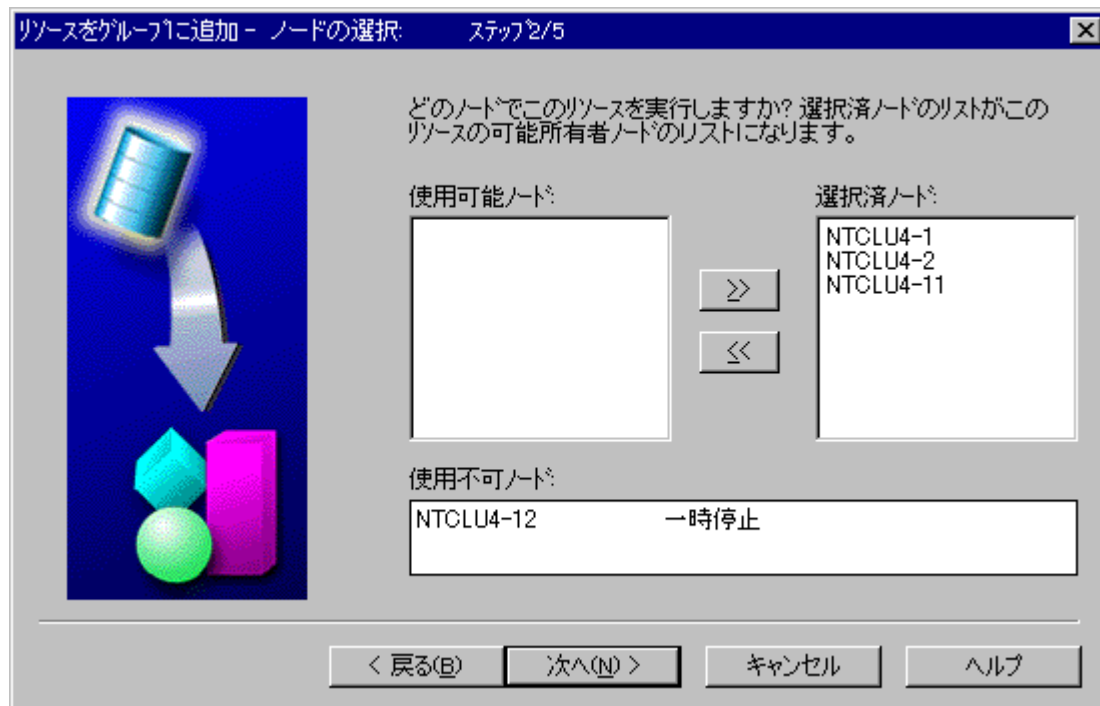 リソースをグループに追加 - ノードの選択: ステップ2/5
どのノードでこのリソースを実行しますか? 選択済ノードのリストがこの
リソースの可能所有者ノードのリストになります。
使用可能ノード:
選択済ノード:
NTCLU4-1
NTCLU4-2
NTCLU4-11
>>
<<
使用不可ノード:
NTCLU4-12 一時停止
< 戻る(B)
次へ(N) >
キャンセル
ヘルプ